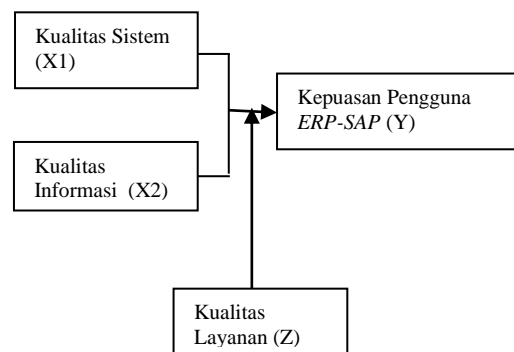 Kualitas Sistem
(X1)
Kepuasan Pengguna
ERP-SAP (Y)
Kualitas
Informasi (X2)
Kualitas
Layanan (Z)